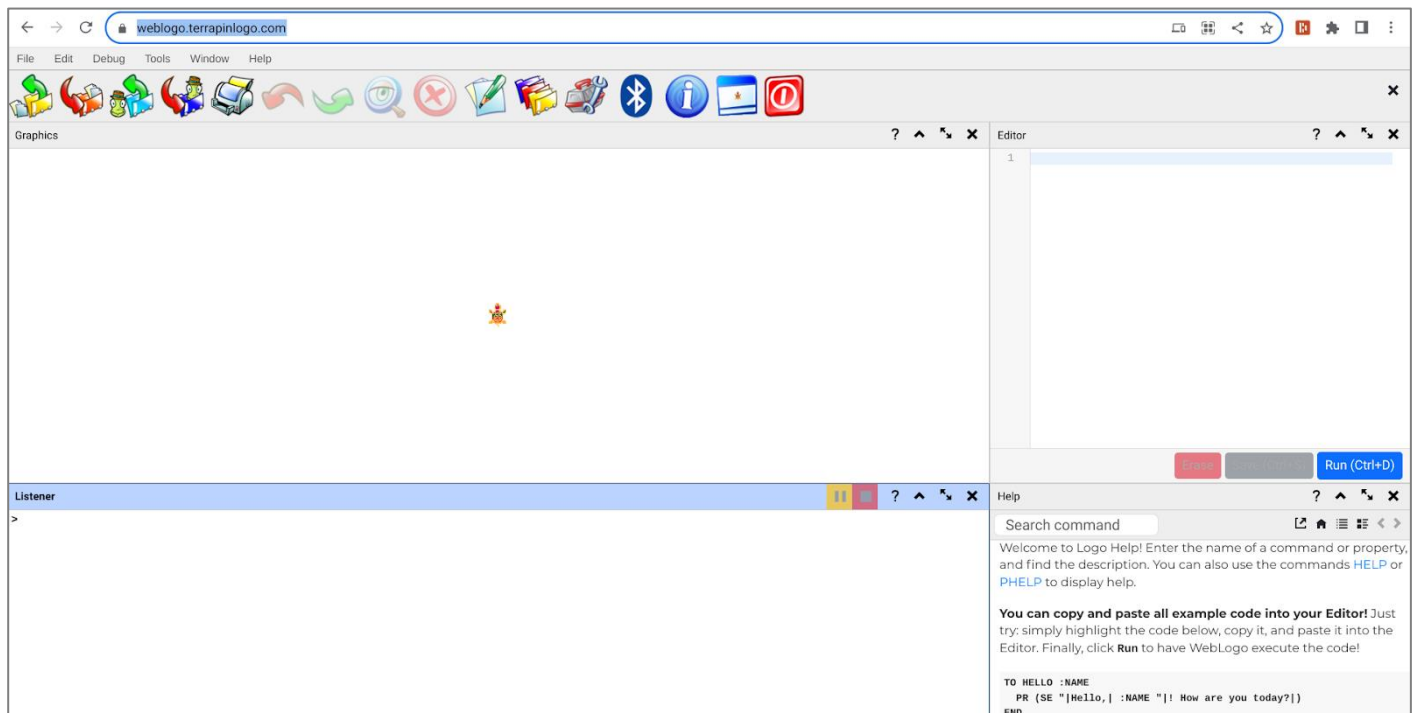 weblogo.terrapinlogo.com
File Edit Debug Tools Window Help
Graphics
Editor
1
Erase
Run (Ctrl+D)
Listener
>
Help
Search command
Welcome to Logo Help! Enter the name of a command or property,
and find the description. You can also use the commands HELP or
PHELP to display help.
You can copy and paste all example code into your Editor! Just
try: simply highlight the code below, copy it, and paste it into the
Editor. Finally, click Run to have WebLogo execute the code!
TO HELLO :NAME
PR (SE "|Hello,| :NAME "|! How are you today?|)
END